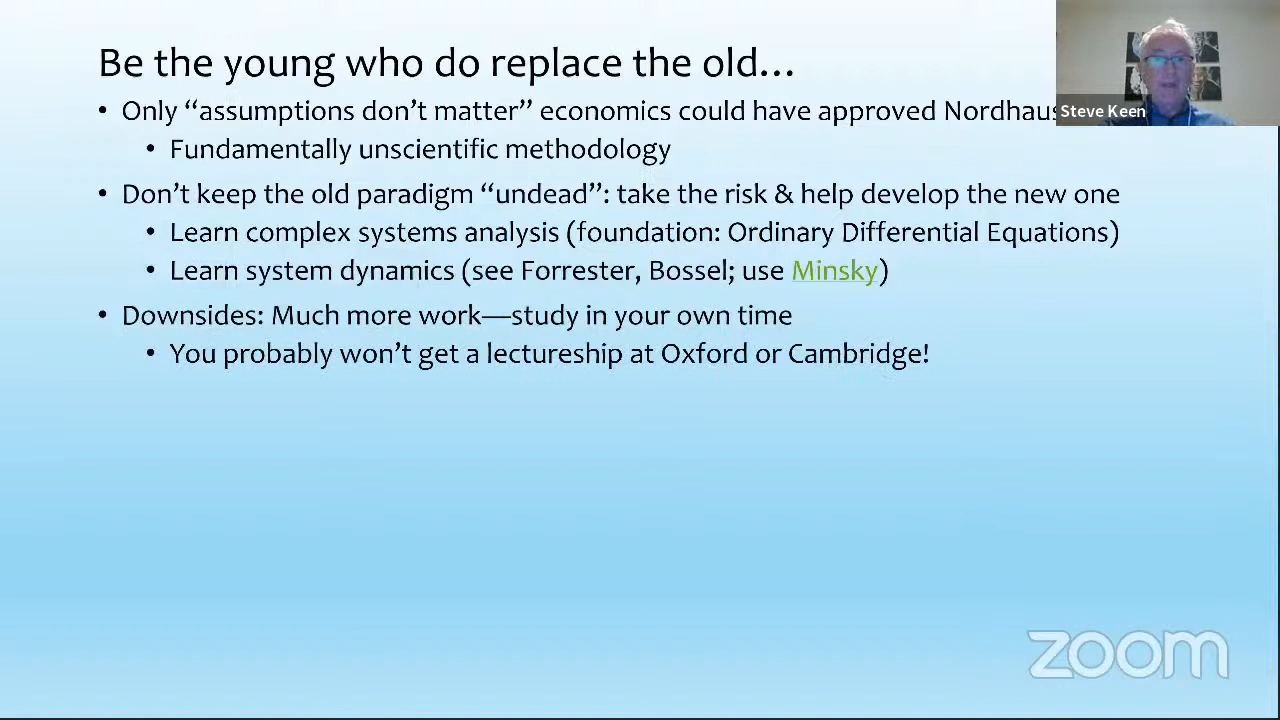 Be the young who do replace the old…
• Only “assumptions don’t matter” economics could have approved Nordhaus
• Fundamentally unscientific methodology
• Don’t keep the old paradigm “undead”: take the risk & help develop the new one
• Learn complex systems analysis (foundation: Ordinary Differential Equations)
• Learn system dynamics (see Forrester, Bossel; use Minsky)
• Downsides: Much more work—study in your own time
• You probably won’t get a lectureship at Oxford or Cambridge!
Steve Keen
zoom